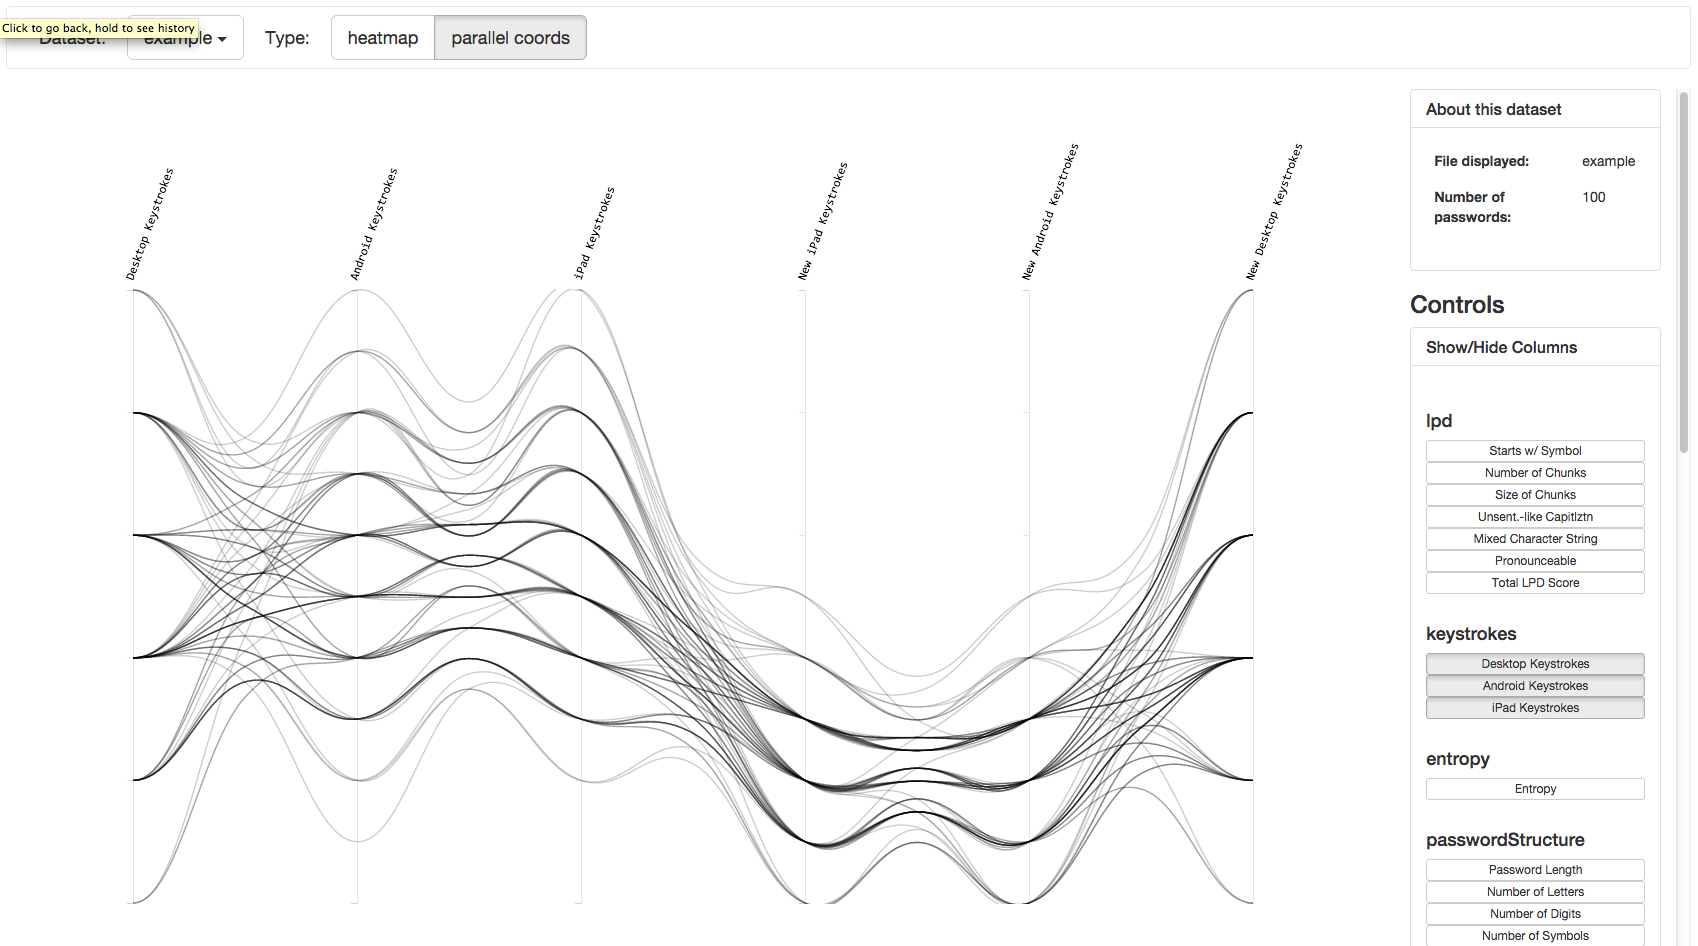 Click to go back, hold to see history
Dataset:
example
Type:
heatmap
parallel coords
Desktop Keystrokes
Android Keystrokes
iPad Keystrokes
New iPad Keystrokes
New Android Keystrokes
New Desktop Keystrokes
About this dataset
File displayed: example
Number of 100
passwords:
Controls
Show/Hide Columns
lpd
Starts w/ Symbol
Number of Chunks
Size of Chunks
Unsent.-like Capitlztn
Mixed Character String
Pronounceable
Total LPD Score
keystrokes
Desktop Keystrokes
Android Keystrokes
iPad Keystrokes
entropy
Entropy
passwordStructure
Password Length
Number of Letters
Number of Digits
Number of Symbols